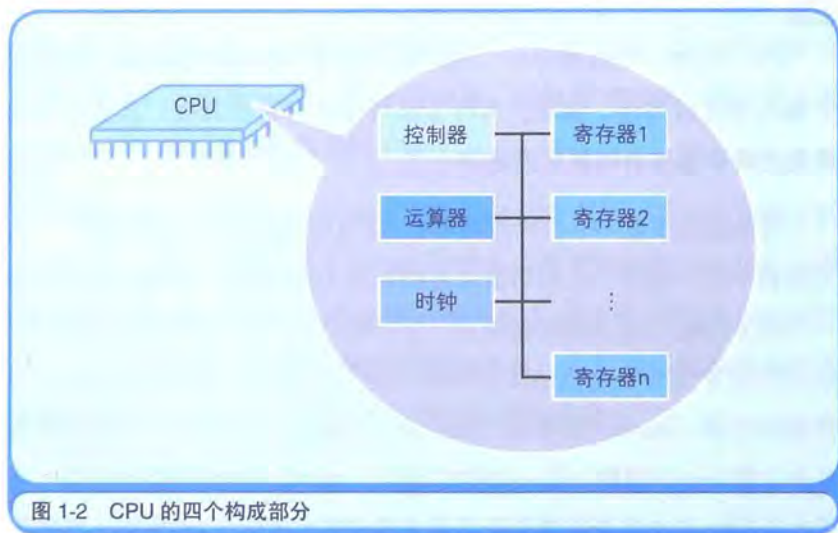 CPU
控制器
寄存器1
运算器
寄存器2
时钟
⋮
寄存器n
图 1-2 CPU 的四个构成部分